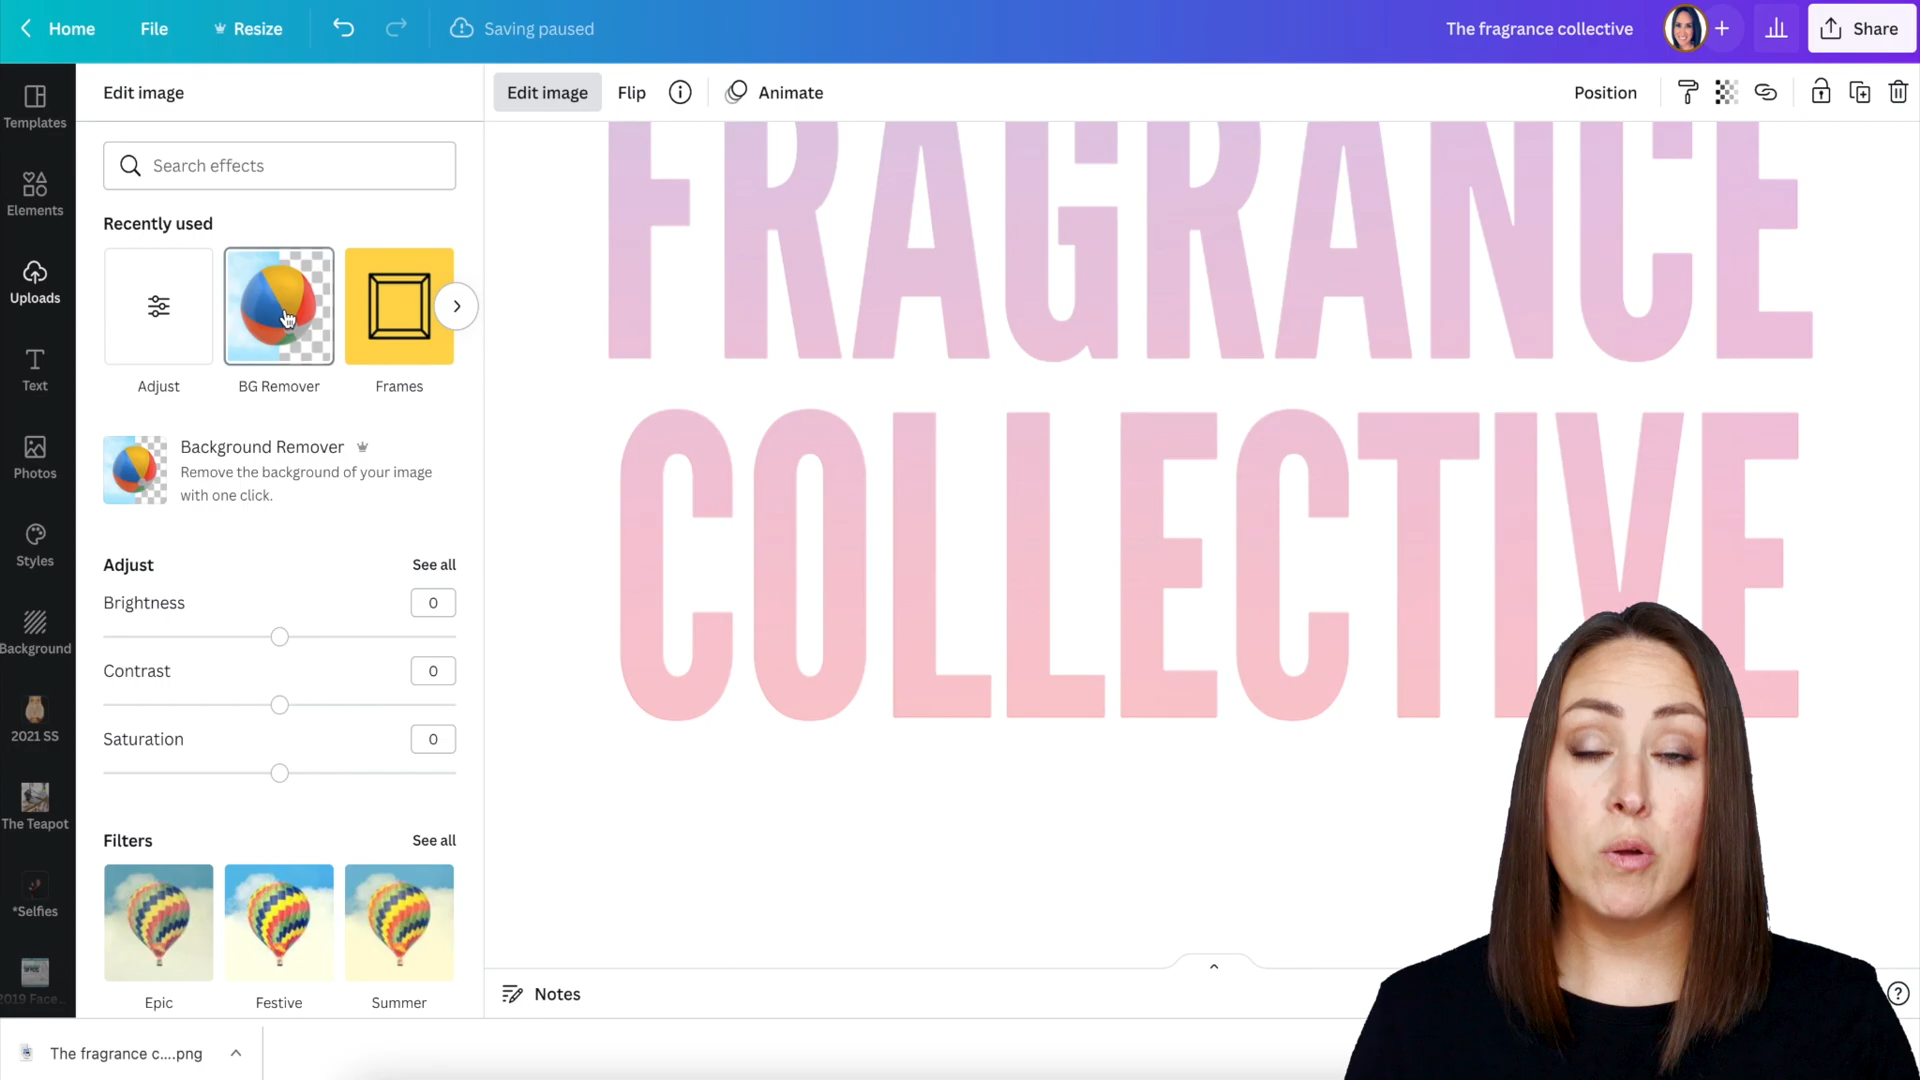 Home File Resize Saving paused The fragrance collective + Share
Edit image Edit image Flip Animate Position
Templates
Search effects
Elements
Recently used
Uploads
Adjust BG Remover Frames
Text
Background Remover
Remove the background of your image
with one click.
Photos
Styles
Adjust See all
Brightness 0
Background
Contrast 0
2021 SS
Saturation 0
The Teapot
Filters See all
*Selfies
2019 Face...
Epic Festive Summer
FRAGRANCE
COLLECTIVE
Notes ?
The fragrance c....png